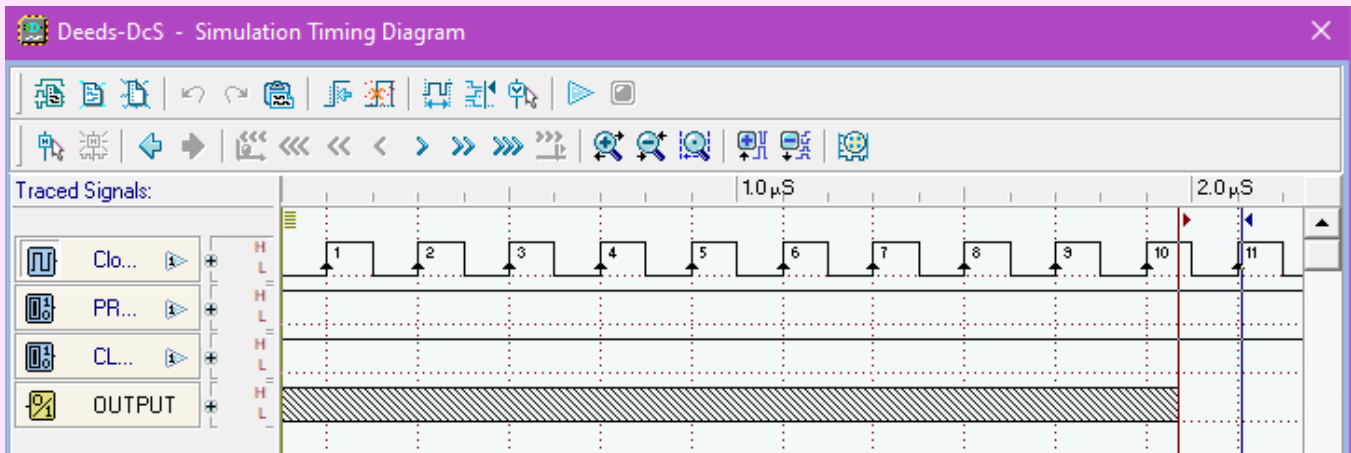 Deeds-DcS - Simulation Timing Diagram
Traced Signals:
1.0 µS
2.0 µS
Clo...
H
L
1
2
3
4
5
6
7
8
9
10
11
PR...
H
L
CL...
H
L
OUTPUT
H
L